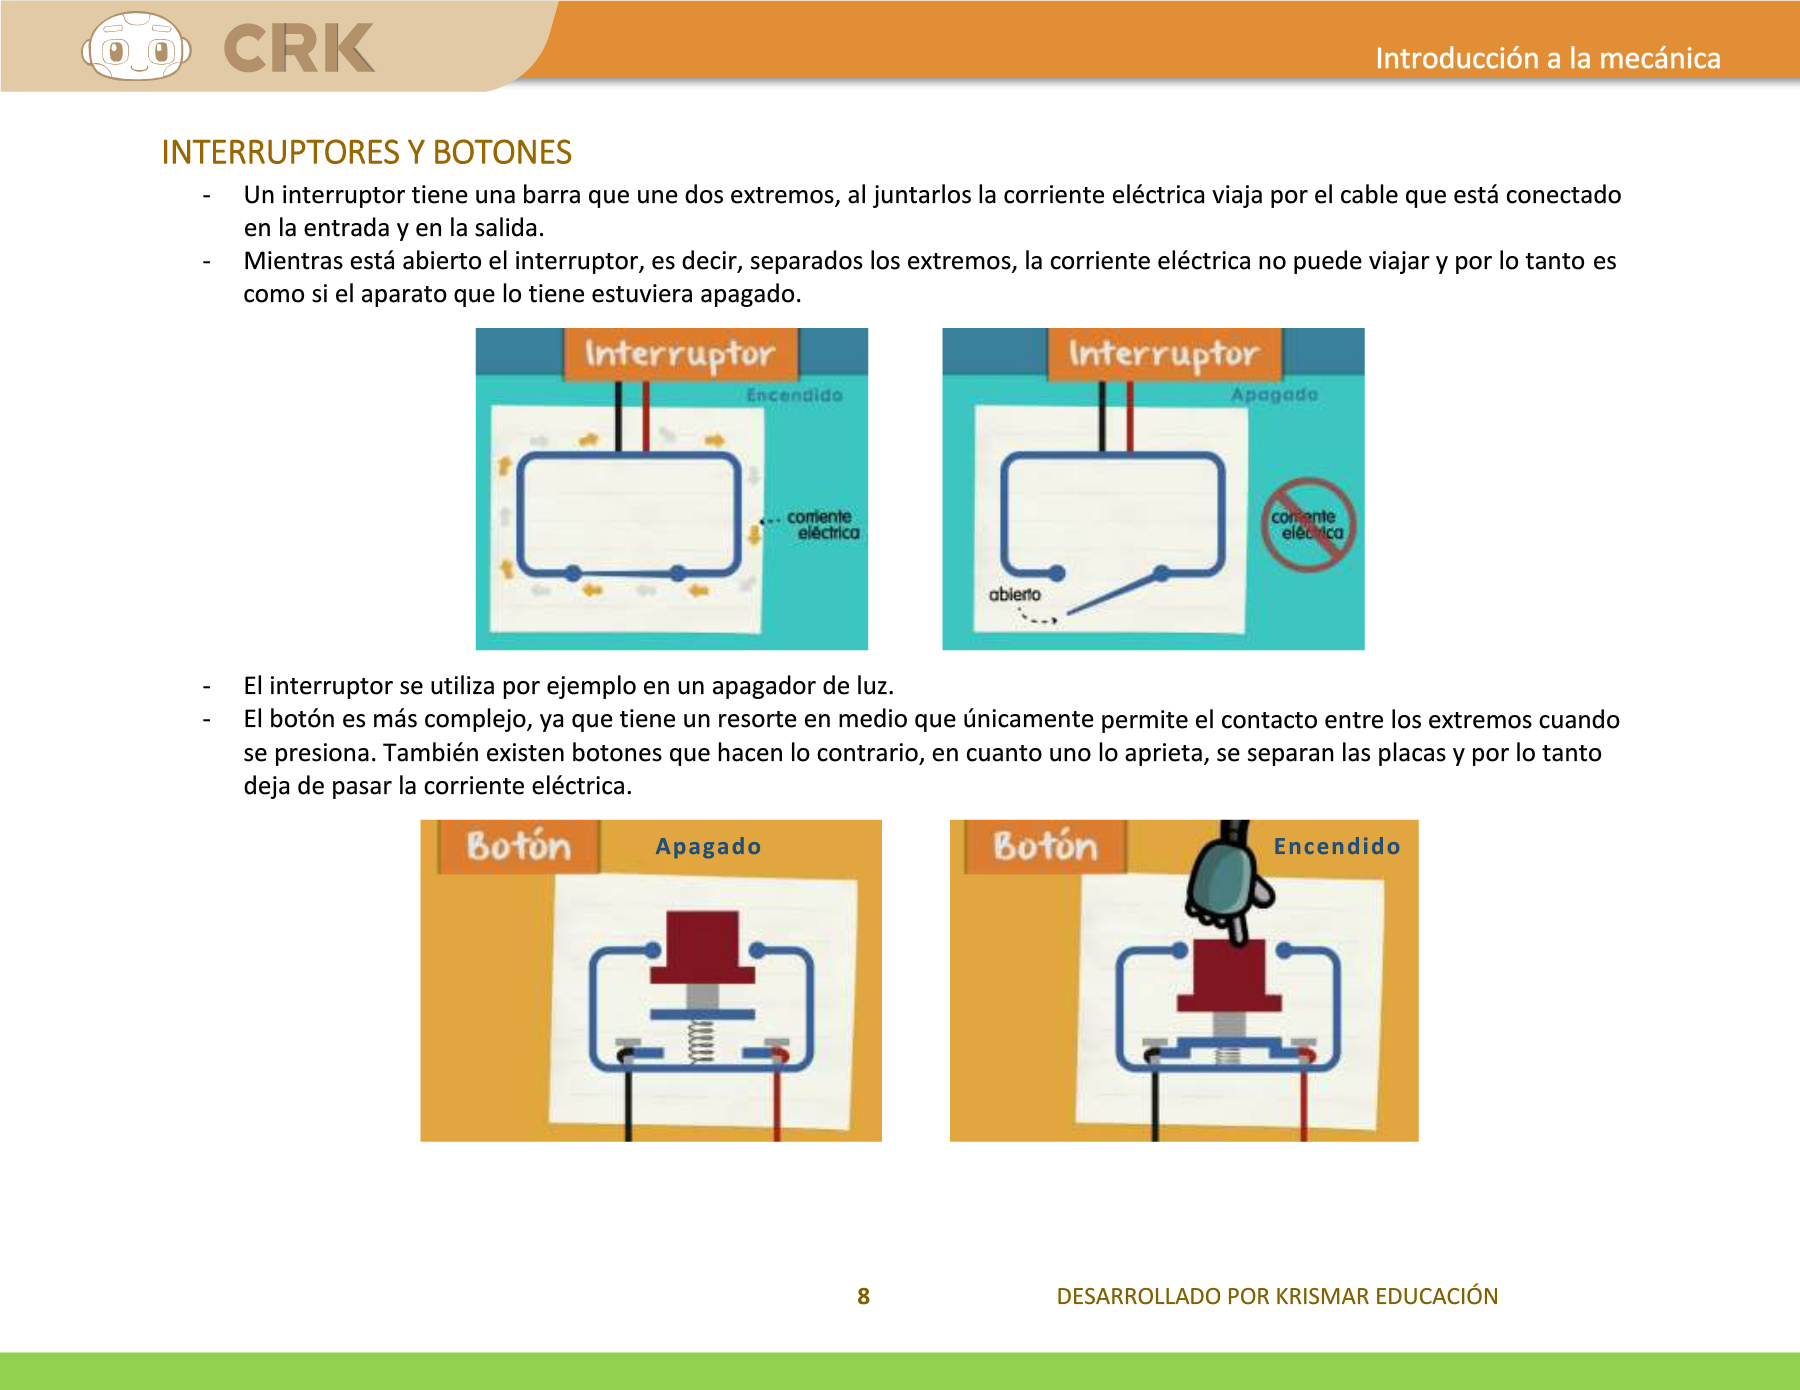 CRK
Introducción a la mecánica
INTERRUPTORES Y BOTONES
- Un interruptor tiene una barra que une dos extremos, al juntarlos la corriente eléctrica viaja por el cable que está conectado
en la entrada y en la salida.
- Mientras está abierto el interruptor, es decir, separados los extremos, la corriente eléctrica no puede viajar y por lo tanto es
como si el aparato que lo tiene estuviera apagado.
Interruptor
Encendido
corriente
eléctrica
Interruptor
Apagado
corriente
eléctrica
abierto
- El interruptor se utiliza por ejemplo en un apagador de luz.
- El botón es más complejo, ya que tiene un resorte en medio que únicamente permite el contacto entre los extremos cuando
se presiona. También existen botones que hacen lo contrario, en cuanto uno lo aprieta, se separan las placas y por lo tanto
deja de pasar la corriente eléctrica.
Botón
Apagado
Botón
Encendido
8
DESARROLLADO POR KRISMAR EDUCACIÓN